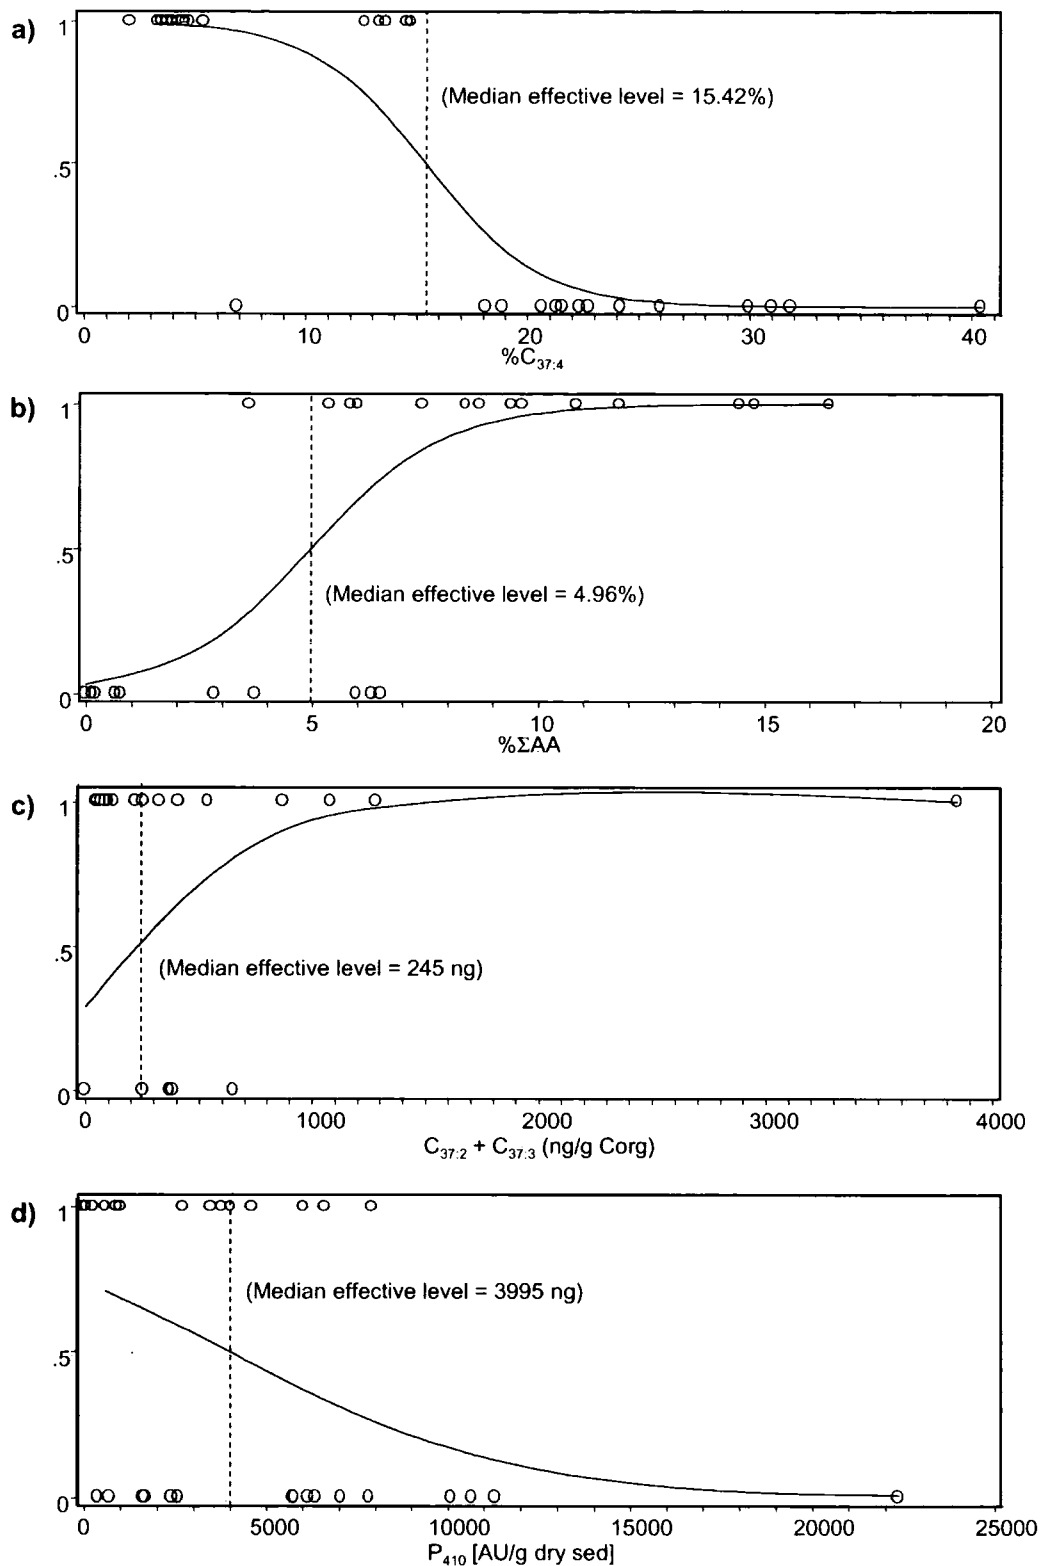 a)
1
(Median effective level = 15.42%)
.5
0
0 10 20 30 40
%C37:4
b)
1
.5
(Median effective level = 4.96%)
0
0 5 10 15 20
%ΣAA
c)
1
.5
(Median effective level = 245 ng)
0
0 1000 2000 3000 4000
C37:2 + C37:3 (ng/g Corg)
d)
1
(Median effective level = 3995 ng)
.5
0
0 5000 10000 15000 20000 25000
P410 [AU/g dry sed]